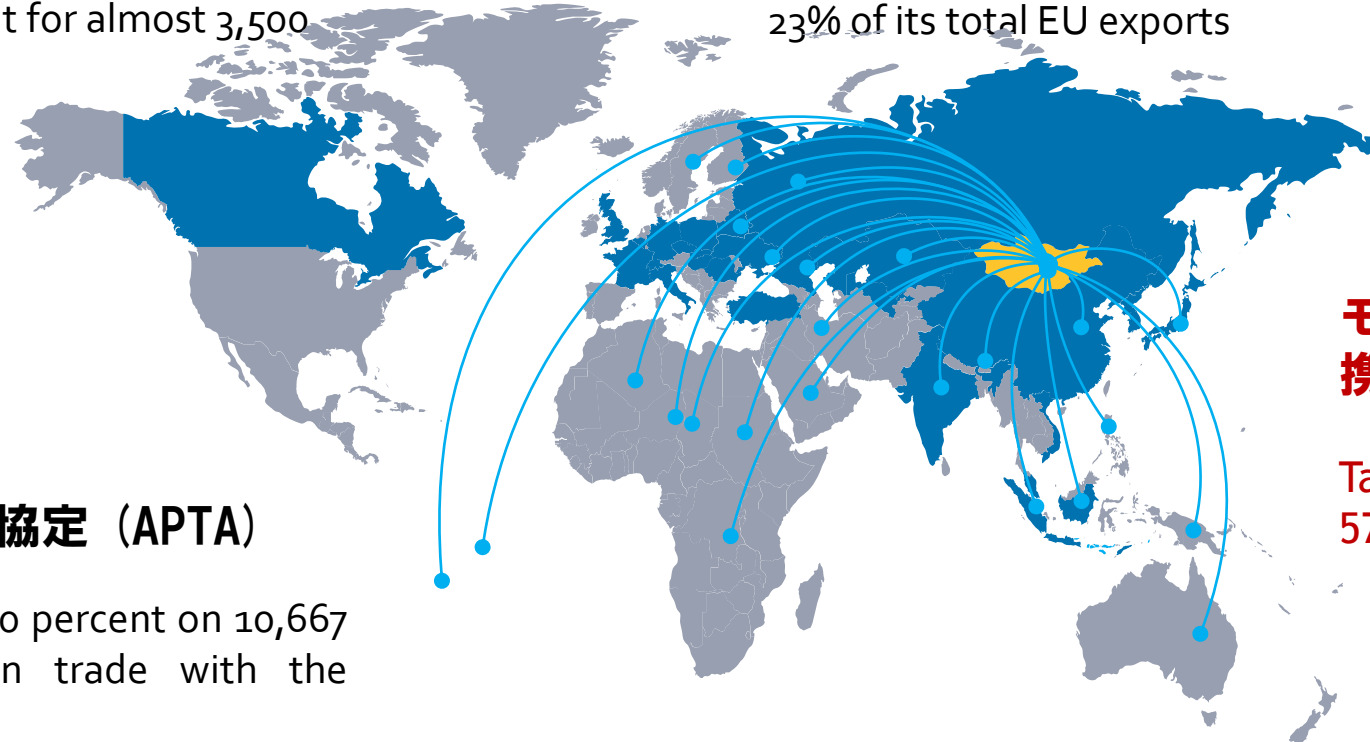 t for almost 3,500
23% of its total EU exports
協定（APTA）
percent on 10,667
n trade with the
Ta
57